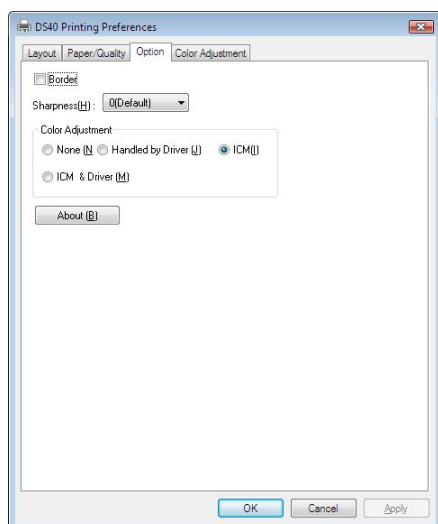 DS40 Printing Preferences
Layout Paper/Quality Option Color Adjustment
Border
Sharpness(H) : 0(Default)
Color Adjustment
None (N Handled by Driver (J) ICM(I)
ICM & Driver (M)
About (B)
OK Cancel Apply